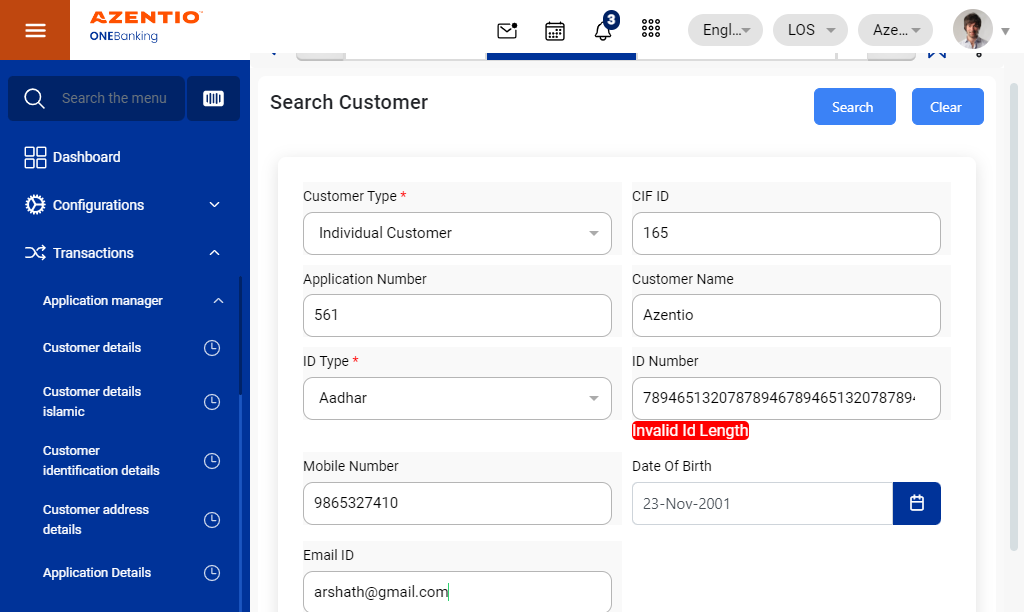 AZENTIO
ONEBanking
3
Engl...
LOS
Aze...
Search the menu
Dashboard
Configurations
Transactions
Application manager
Customer details
Customer details
islamic
Customer
identification details
Customer address
details
Application Details
Search Customer
Search
Clear
Customer Type *
CIF ID
Individual Customer
165
Application Number
Customer Name
561
Azentio
ID Type *
ID Number
Aadhar
78946513207878946789465132078789
Invalid Id Length
Mobile Number
Date Of Birth
9865327410
23-Nov-2001
Email ID
arshath@gmail.com